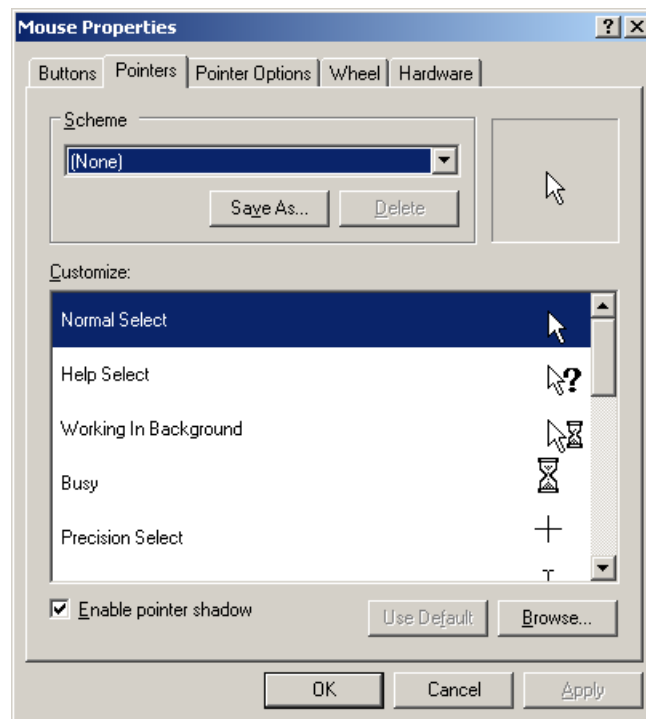 Mouse Properties
Buttons Pointers Pointer Options Wheel Hardware
Scheme
(None)
Save As... Delete
Customize:
Normal Select
Help Select
Working In Background
Busy
Precision Select
Enable pointer shadow
Use Default Browse...
OK Cancel Apply